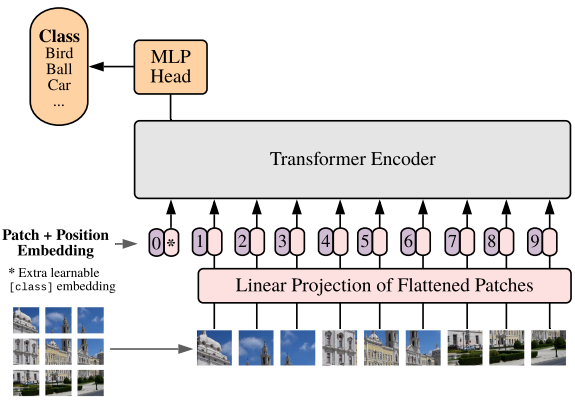 Class
Bird
Ball
Car
...
MLP
Head
Transformer Encoder
Patch + Position
Embedding
0 * 1 2 3 4 5 6 7 8 9
* Extra learnable
[class] embedding
Linear Projection of Flattened Patches